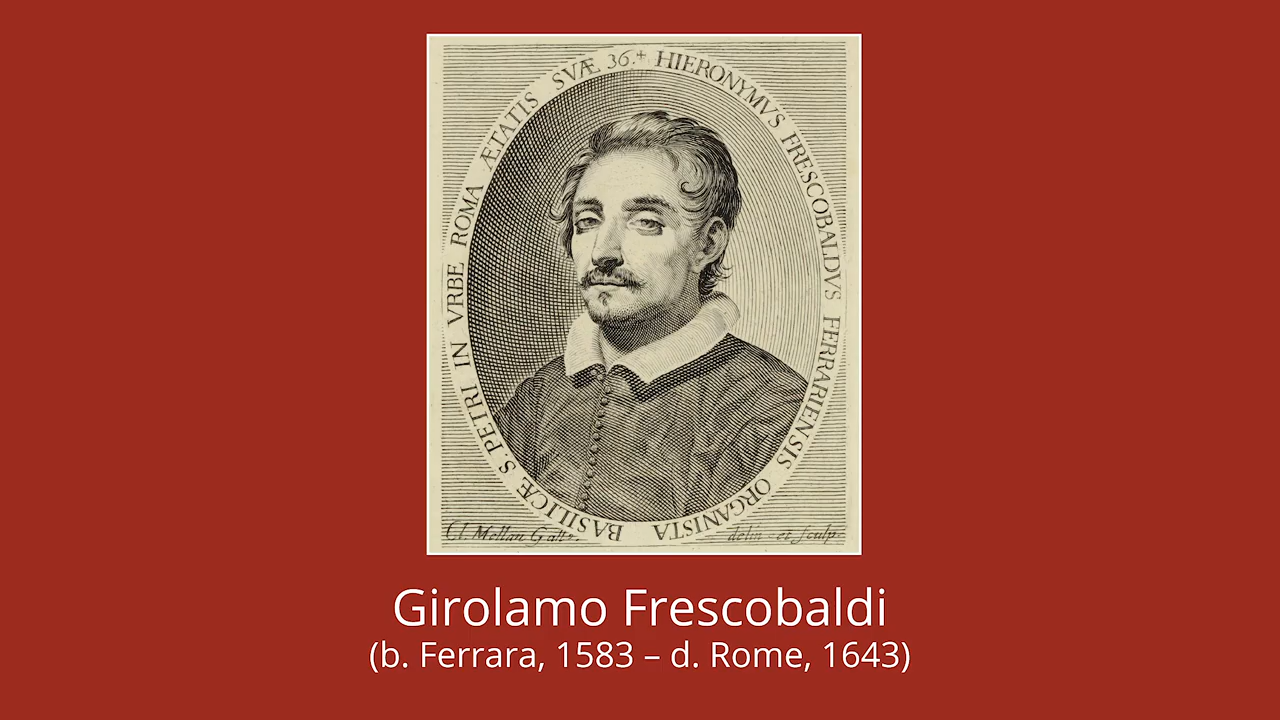 HIERONYMVS FRESCOBALDVS FERRARIENSIS ORGANISTA BASILICÆ S. PETRI IN VRBE ROMA ÆTATIS SVÆ 36.
Cl. Mellan Gall.
delin. et sculp.
Girolamo Frescobaldi
(b. Ferrara, 1583 – d. Rome, 1643)